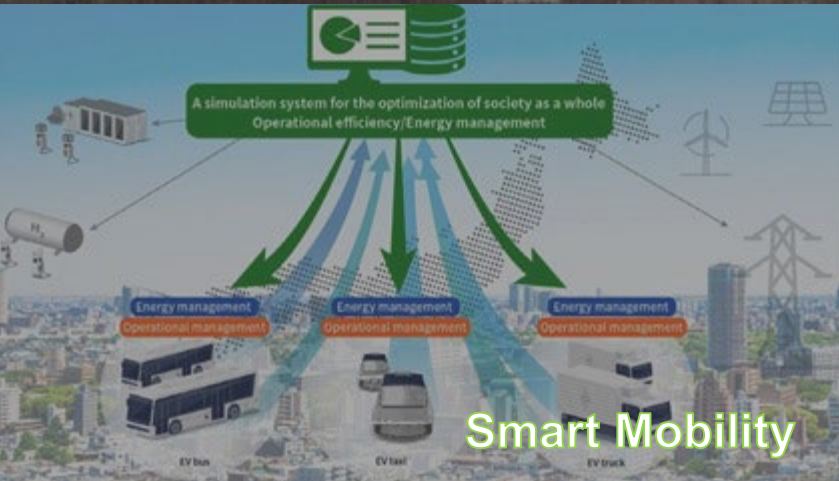 A simulation system for the optimization of society as a whole
Operational efficiency/Energy management
H₂
Energy management
Operational management
Energy management
Operational management
Energy management
Operational management
EV bus
EV taxi
EV truck
Smart Mobility